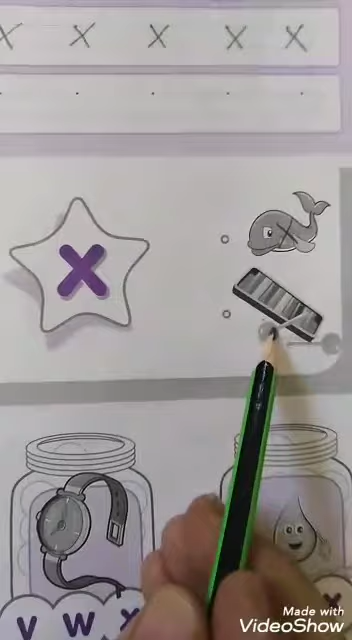 X X X X X
X
V W X
X
Made with
VideoShow